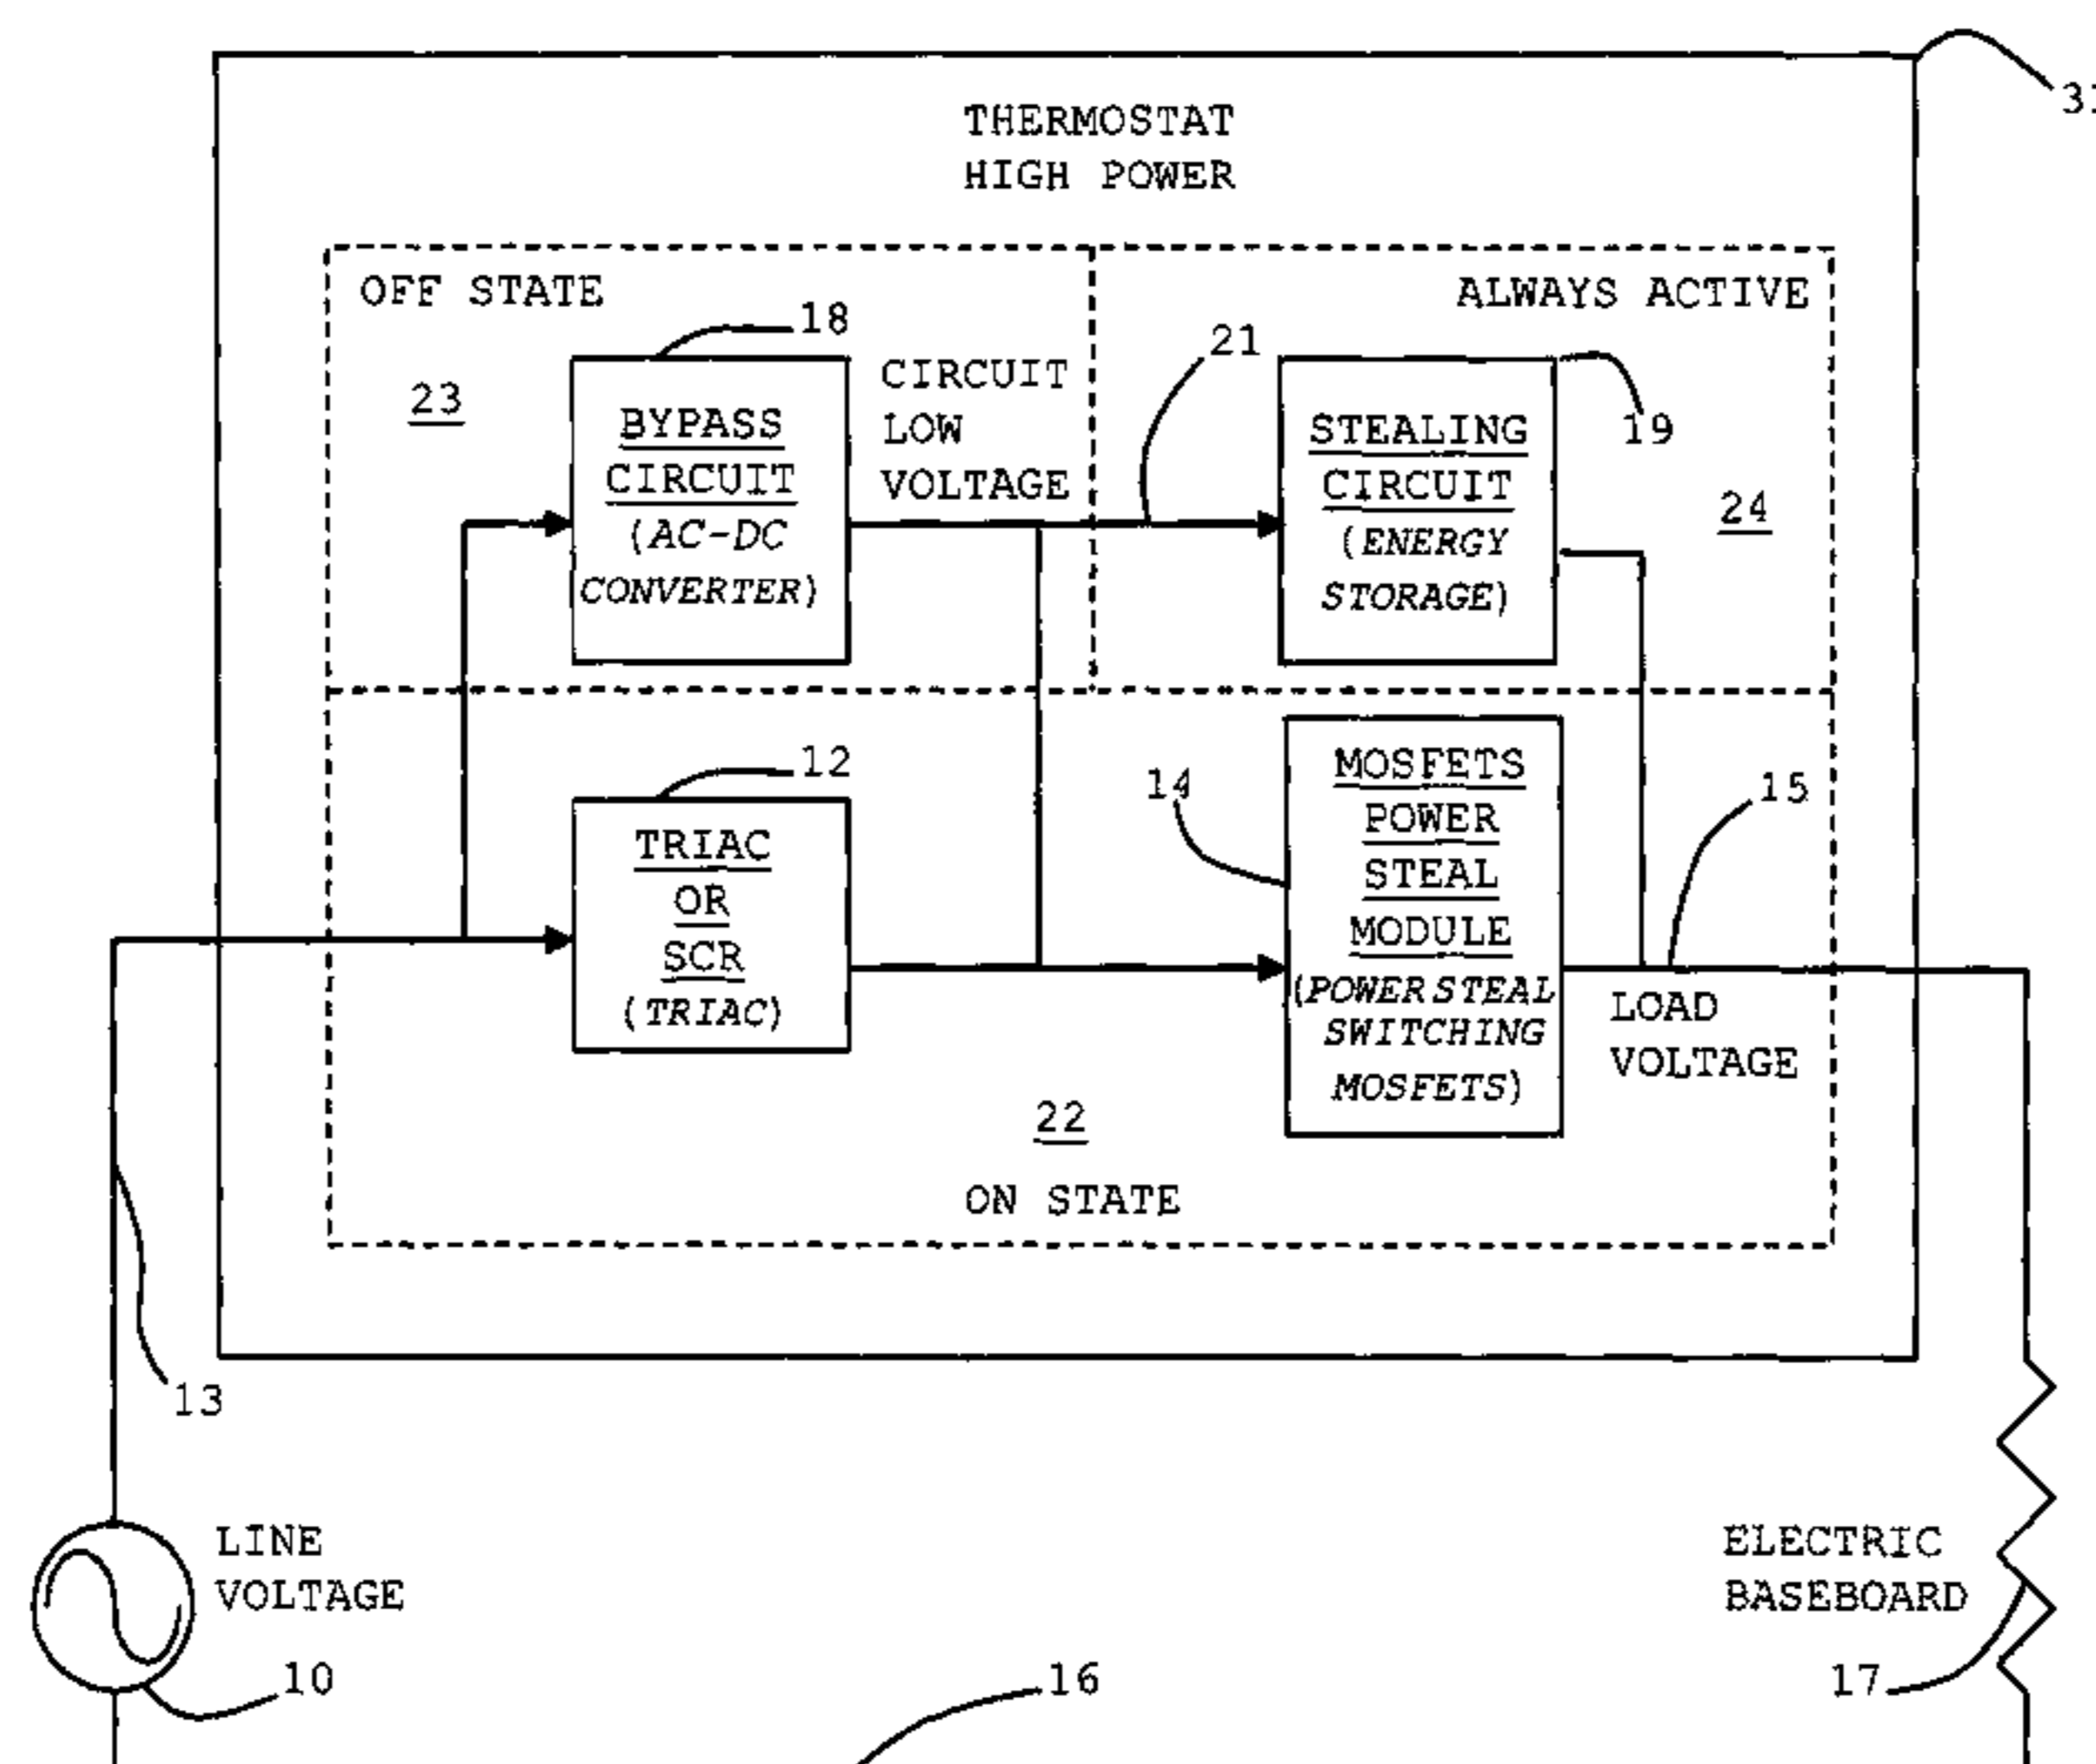 31
THERMOSTAT
HIGH POWER
OFF STATE
ALWAYS ACTIVE
18
21
23
CIRCUIT
LOW
VOLTAGE
BYPASS
CIRCUIT
(AC-DC
CONVERTER)
STEALING
CIRCUIT
(ENERGY
STORAGE)
19
24
12
TRIAC
OR
SCR
(TRIAC)
14
MOSFETS
POWER
STEAL
MODULE
(POWER STEAL
SWITCHING
MOSFETS)
15
LOAD
VOLTAGE
22
ON STATE
13
LINE
VOLTAGE
10
16
ELECTRIC
BASEBOARD
17